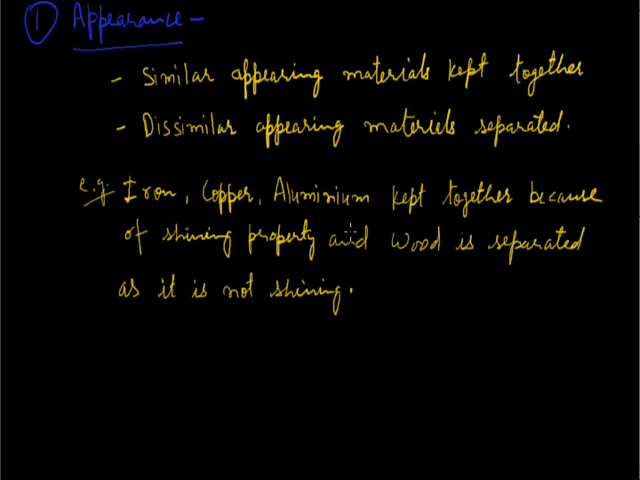 ① Appearance -
- Similar appearing materials kept together
- Dissimilar appearing materials separated.
e.g. Iron, Copper, Aluminium kept together because
of shining property and wood is separated
as it is not shining.